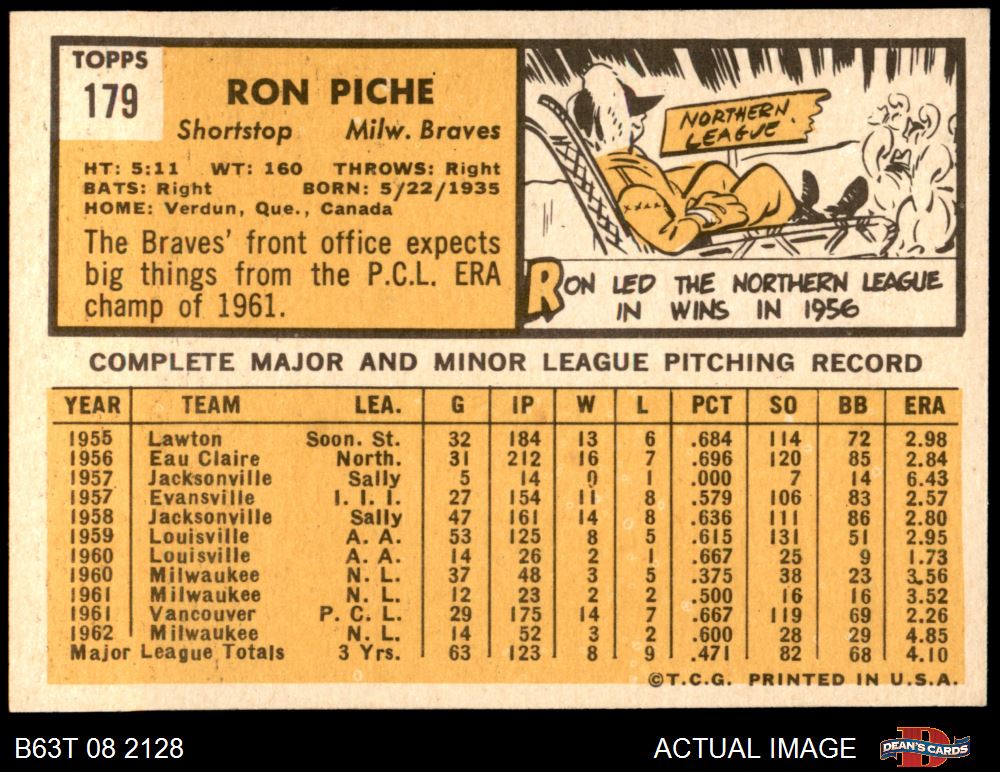 TOPPS
179
RON PICHE
Shortstop Milw. Braves
HT: 5:11 WT: 160 THROWS: Right
BATS: Right BORN: 5/22/1935
HOME: Verdun, Que., Canada
The Braves' front office expects
big things from the P.C.L. ERA
champ of 1961.
NORTHERN
LEAGUE
RON LED THE NORTHERN LEAGUE
IN WINS IN 1956
COMPLETE MAJOR AND MINOR LEAGUE PITCHING RECORD
YEAR TEAM LEA. G IP W L PCT SO BB ERA
1955 Lawton Soon. St. 32 184 13 6 .684 114 72 2.98
1956 Eau Claire North. 31 212 16 7 .696 120 85 2.84
1957 Jacksonville Sally 5 14 0 1 .000 7 14 6.43
1957 Evansville I. I. I. 27 154 11 8 .579 106 83 2.57
1958 Jacksonville Sally 47 161 14 8 .636 111 86 2.80
1959 Louisville A. A. 53 125 8 5 .615 131 51 2.95
1960 Louisville A. A. 14 26 2 1 .667 25 9 1.73
1960 Milwaukee N. L. 37 48 3 5 .375 38 23 3.56
1961 Milwaukee N. L. 12 23 2 2 .500 16 16 3.52
1961 Vancouver P. C. L. 29 175 14 7 .667 119 69 2.26
1962 Milwaukee N. L. 14 52 3 2 .600 28 29 4.85
Major League Totals 3 Yrs. 63 123 8 9 .471 82 68 4.10
©T.C.G. PRINTED IN U.S.A.
B63T 08 2128 ACTUAL IMAGE
D
DEAN'S CARDS